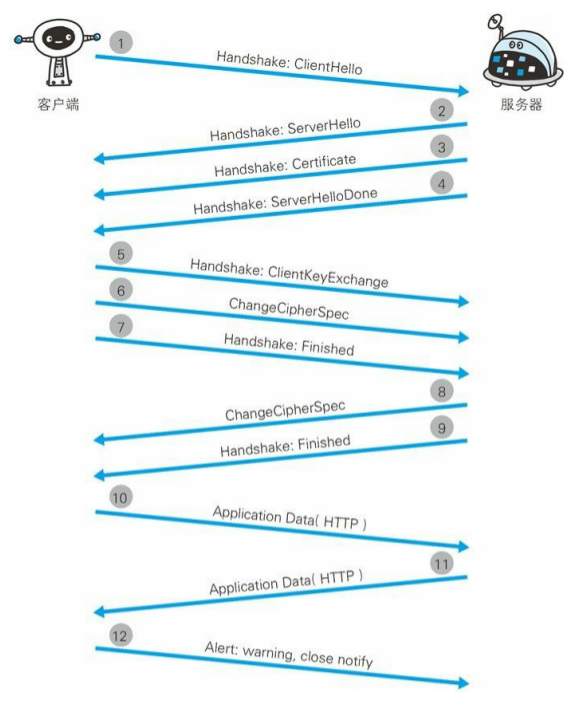 1
Handshake: ClientHello
客户端
服务器
2
Handshake: ServerHello
3
Handshake: Certificate
4
Handshake: ServerHelloDone
5
Handshake: ClientKeyExchange
6
ChangeCipherSpec
7
Handshake: Finished
8
ChangeCipherSpec
9
Handshake: Finished
10
Application Data( HTTP )
11
Application Data( HTTP )
12
Alert: warning, close notify